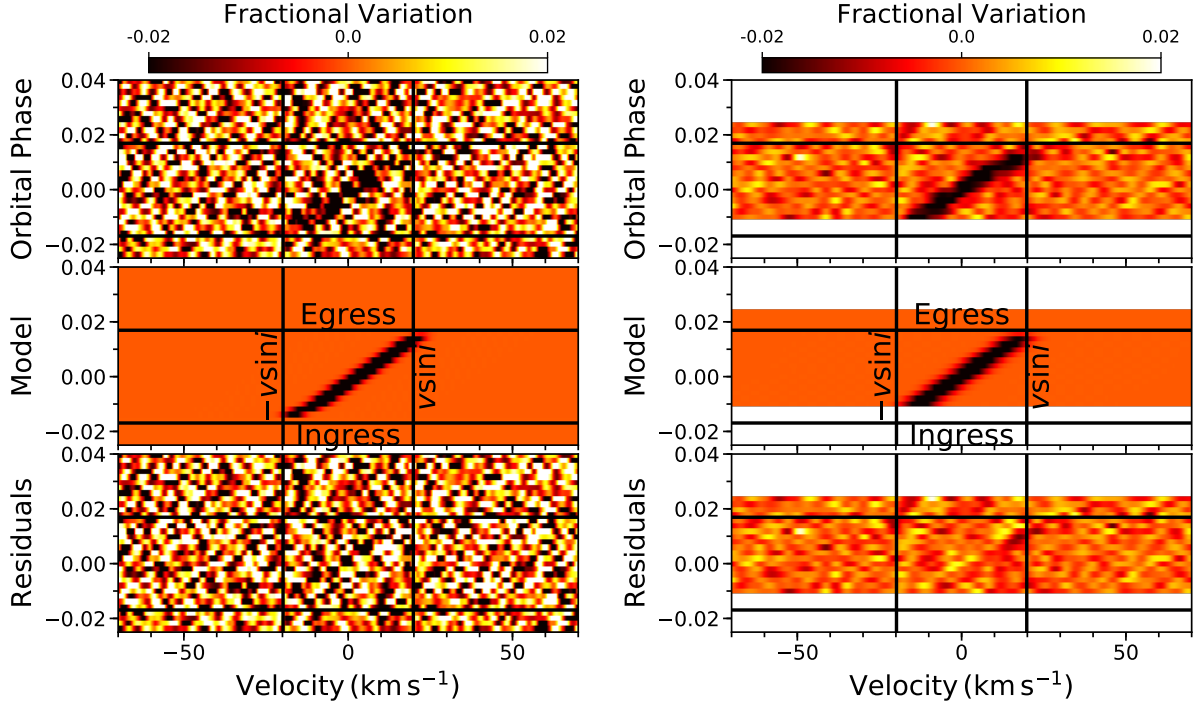 Fractional Variation
-0.02 0.0 0.02
Orbital Phase
0.04
0.02
0.00
−0.02
Model
0.04
0.02
0.00
−0.02
Egress
−vsini
vsini
Ingress
Residuals
0.04
0.02
0.00
−0.02
−50 0 50
Velocity (km s⁻¹)
Fractional Variation
-0.02 0.0 0.02
Orbital Phase
0.04
0.02
0.00
−0.02
Model
0.04
0.02
0.00
−0.02
Egress
−vsini
vsini
Ingress
Residuals
0.04
0.02
0.00
−0.02
−50 0 50
Velocity (km s⁻¹)